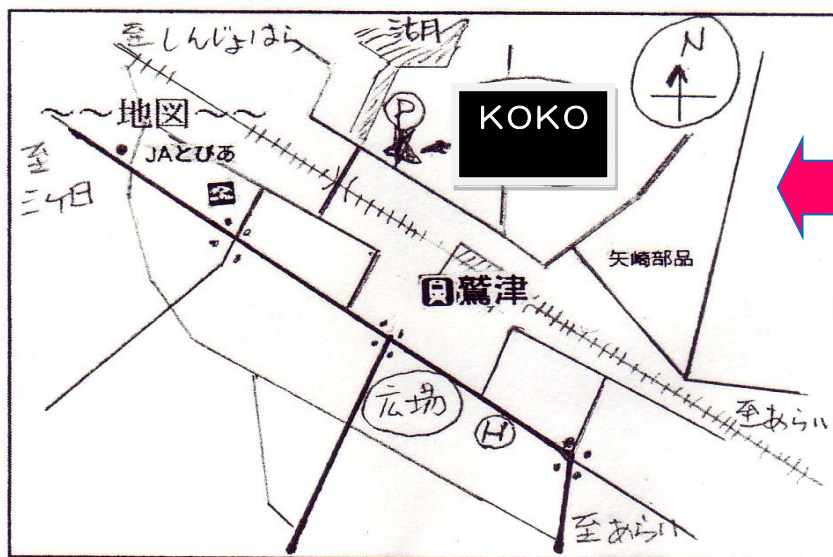 至しんじょはら
湖
N
～～地図～～
P
KOKO
至
三ヶ日
JAとぴあ
矢崎部品
鷲津
広場
H
至あらい
至あらい